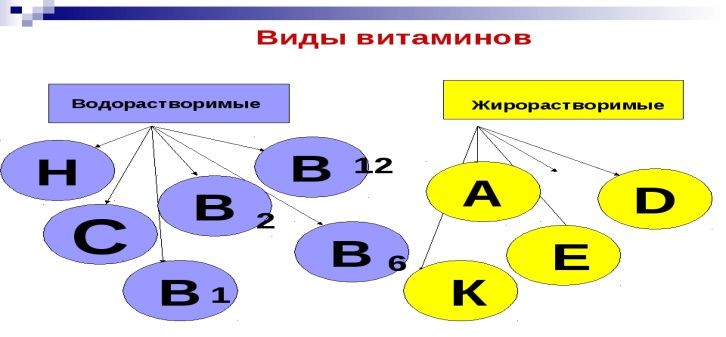 Виды витаминов
Водорастворимые
Жирорастворимые
Н
В 12
С
В 2
В 6
В 1
А
D
Е
К